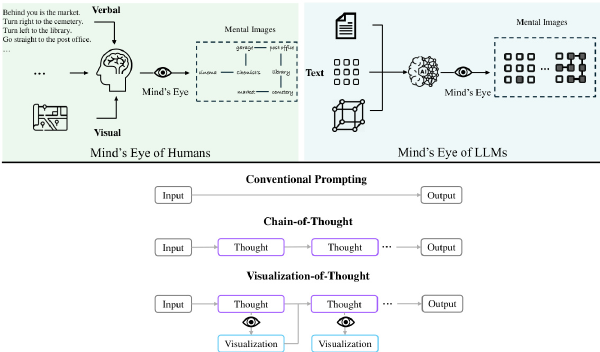 Behind you is the market.
Turn right to the cemetery.
Turn left to the library.
Go straight to the post office.
...
Verbal
...
Visual
Mind's Eye
Mental Images
garage
post office
cinema
chemists
library
market
cemetery
Mind's Eye of Humans
Text
Mind's Eye
Mental Images
...
Mind's Eye of LLMs
Conventional Prompting
Input
Output
Chain-of-Thought
Input
Thought
Thought
...
Output
Visualization-of-Thought
Input
Thought
Thought
...
Output
Visualization
Visualization